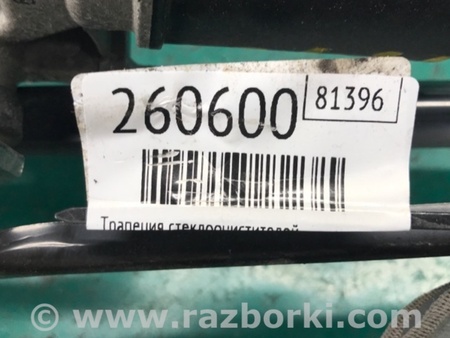 260600
81396
Трапеция стеклоочистителей
© www.razborki.com